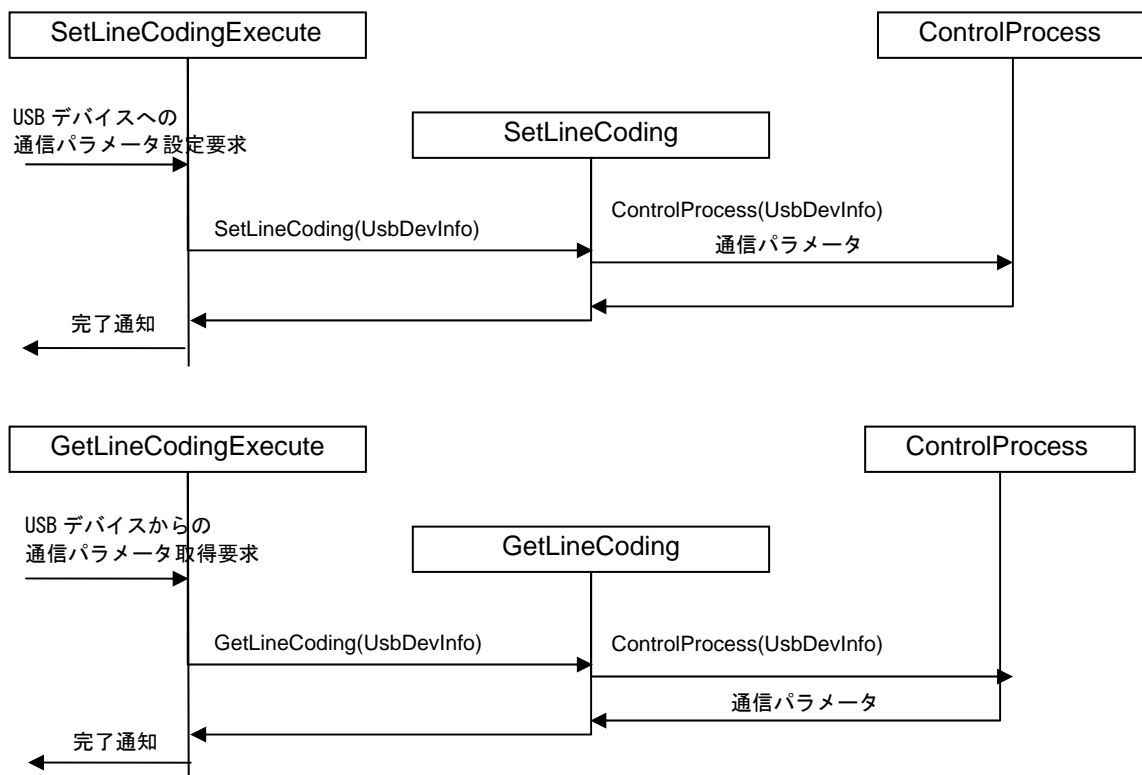 SetLineCodingExecute
ControlProcess
USB デバイスへの
通信パラメータ設定要求
SetLineCoding
SetLineCoding(UsbDevInfo)
ControlProcess(UsbDevInfo)
通信パラメータ
完了通知
GetLineCodingExecute
ControlProcess
USB デバイスからの
通信パラメータ取得要求
GetLineCoding
GetLineCoding(UsbDevInfo)
ControlProcess(UsbDevInfo)
通信パラメータ
完了通知